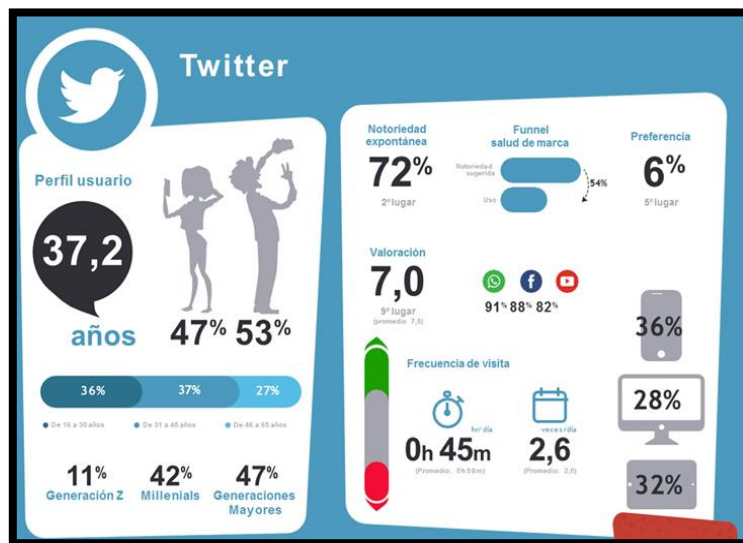 Twitter
Perfil usuario
37,2
años
47% 53%
36% 37% 27%
De 16 a 30 años De 31 a 45 años De 46 a 65 años
11% 42% 47%
Generación Z Millenials Generaciones
Mayores
Notoriedad
expontánea
72%
2º lugar
Funnel
salud de marca
Notoriedad
sugerida
Uso
54%
Preferencia
6%
5º lugar
Valoración
7,0
9º lugar
(promedio: 7,5)
91% 88% 82%
Frecuencia de visita
hr/día
0h 45m
(Promedio: 0h 58m)
veces/día
2,6
(Promedio: 2,0)
36%
28%
32%